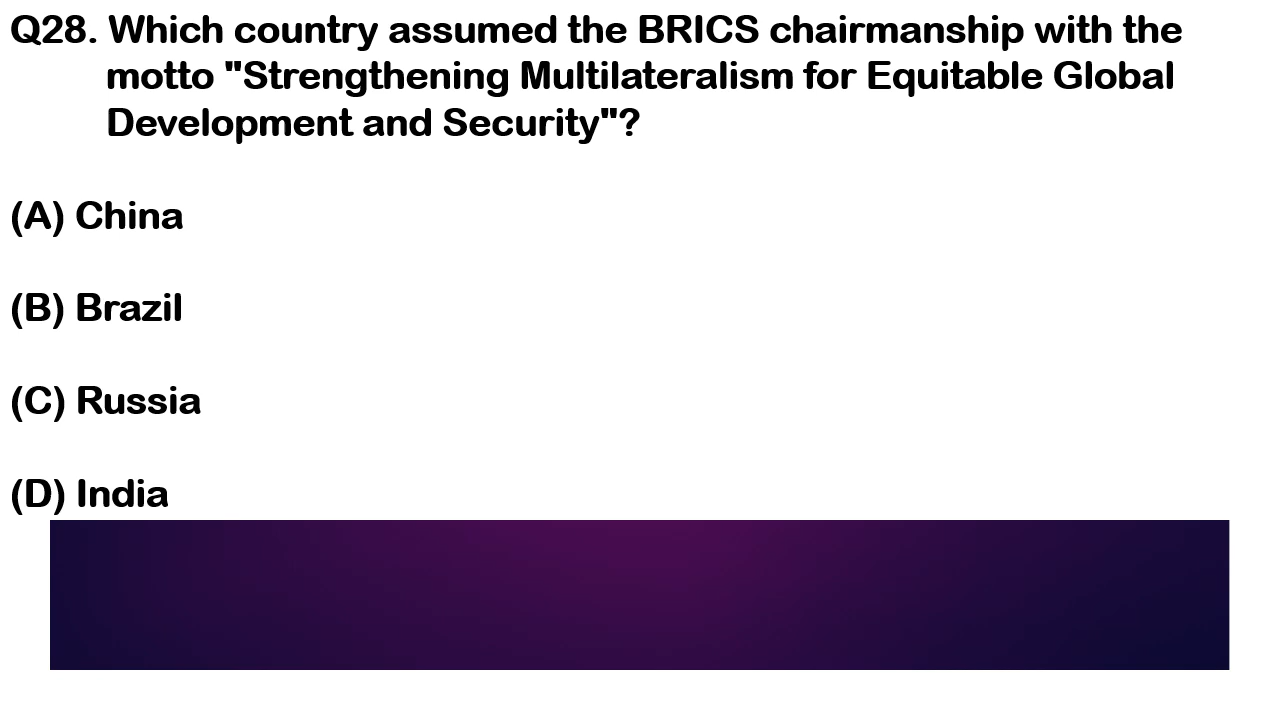 Q28. Which country assumed the BRICS chairmanship with the
motto "Strengthening Multilateralism for Equitable Global
Development and Security"?
(A) China
(B) Brazil
(C) Russia
(D) India